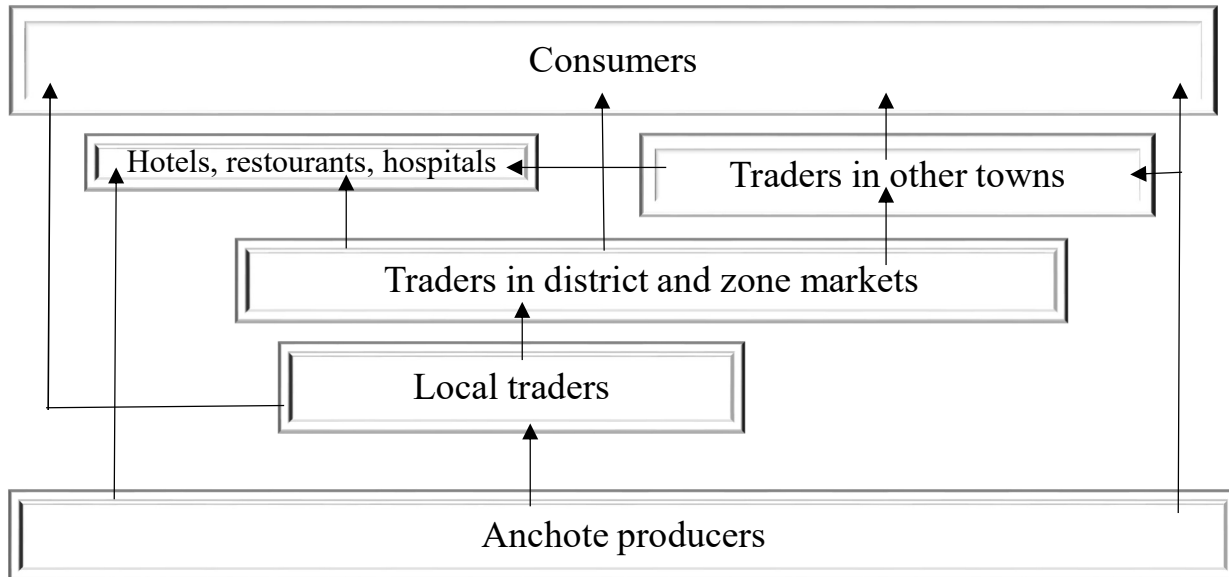 Consumers
Hotels, restourants, hospitals
Traders in other towns
Traders in district and zone markets
Local traders
Anchote producers